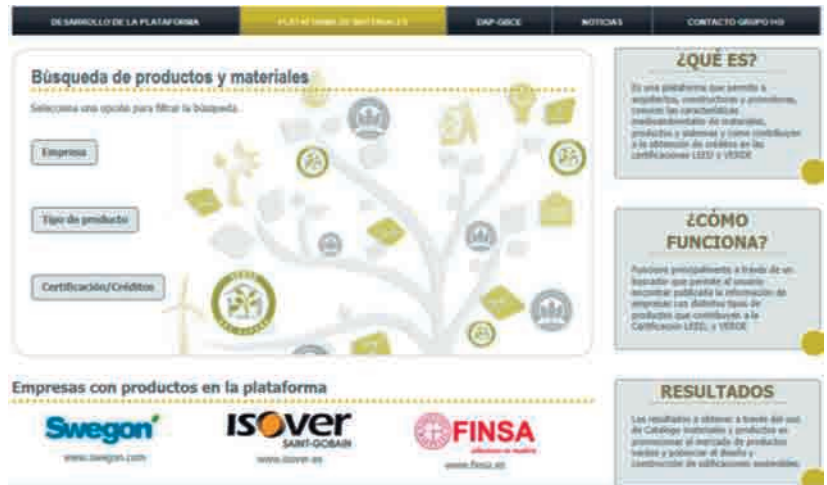 DESARROLLO DE LA PLATAFORMA
PLATAFORMA DE MATERIALES
DAP-GBCE
NOTICIAS
CONTACTO GRUPO
Búsqueda de productos y materiales
Selecciona una opción para filtrar la búsqueda.
Empresa
Tipo de producto
Certificación/Créditos
Empresas con productos en la plataforma
Swegon
www.swegon.com
ISOVER
SAINT-GOBAIN
www.isover.es
FINSA
www.finsa.es
¿QUÉ ES?
Es una plataforma que permite a
arquitectos, constructores y promotores,
conocer las características
medioambientales de materiales,
productos y sistemas y como contribuyen
a la obtención de créditos en las
certificaciones LEED y VERDE
¿CÓMO
FUNCIONA?
Funciona principalmente a través de un
buscador que permite al usuario
encontrar publicada la información de
empresas con distintos tipos de
productos que contribuyen a la
Certificación LEED, y VERDE
RESULTADOS
Los resultados a obtener a través del uso
de Catálogo materiales y productos es
promocionar el mercado de productos
verdes y potenciar el diseño y
construcción de edificaciones sostenibles